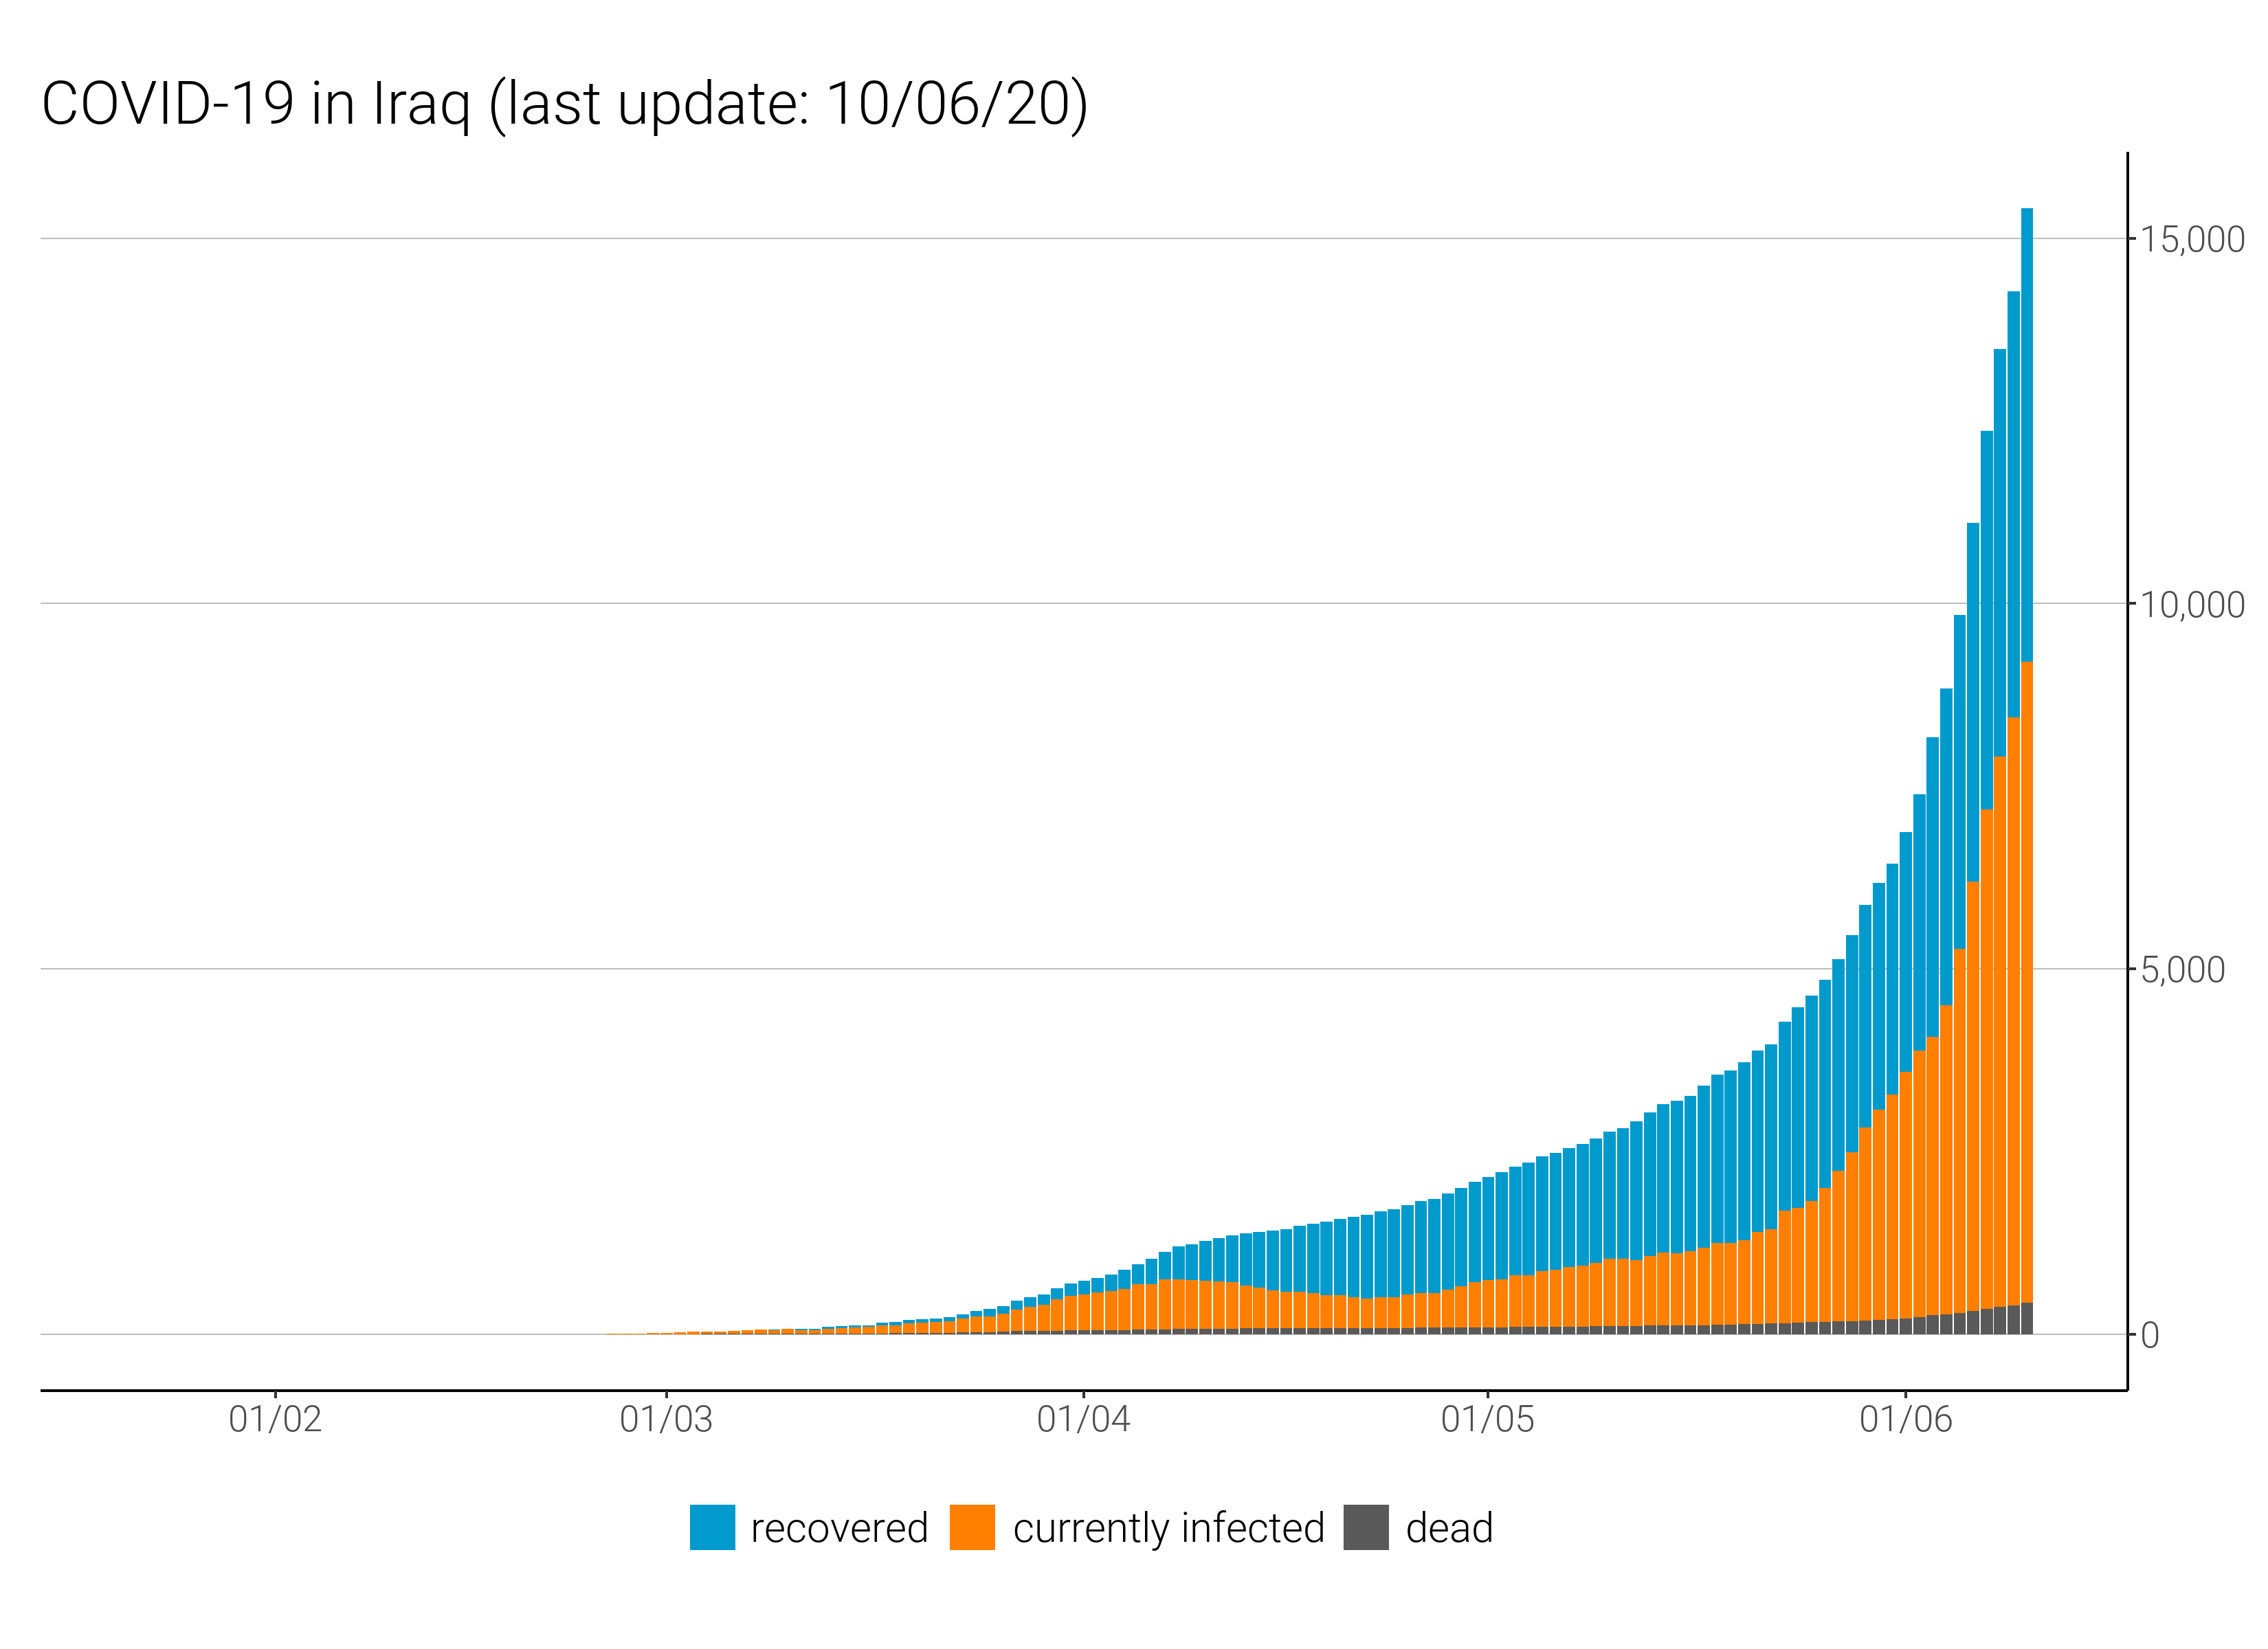 COVID-19 in Iraq (last update: 10/06/20)
15,000
10,000
5,000
0
01/02 01/03 01/04 01/05 01/06
recovered currently infected dead